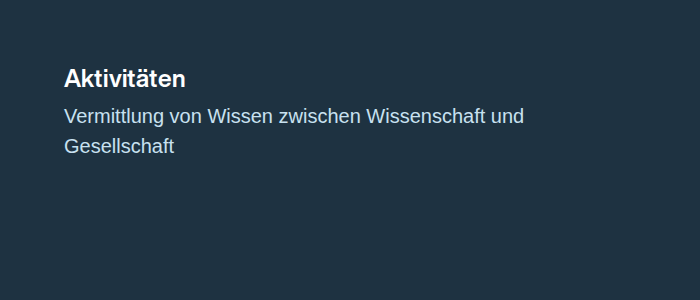 Aktivitäten
Vermittlung von Wissen zwischen Wissenschaft und
Gesellschaft